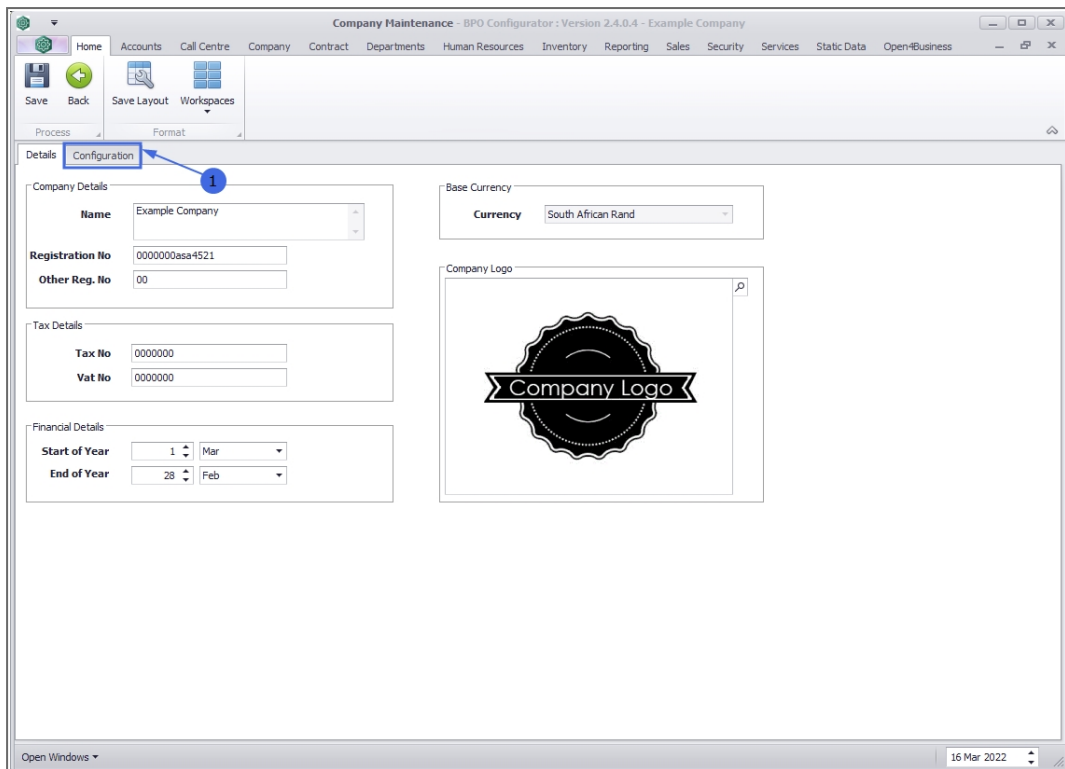 Company Maintenance - BPO Configurator : Version 2.4.0.4 - Example Company
Home Accounts Call Centre Company Contract Departments Human Resources Inventory Reporting Sales Security Services Static Data Open4Business
Save Back Save Layout Workspaces
Process Format
Details Configuration
1
Company Details
Name Example Company
Registration No 0000000asa4521
Other Reg. No 00
Tax Details
Tax No 0000000
Vat No 0000000
Financial Details
Start of Year 1 Mar
End of Year 28 Feb
Base Currency
Currency South African Rand
Company Logo
Company Logo
Open Windows
16 Mar 2022